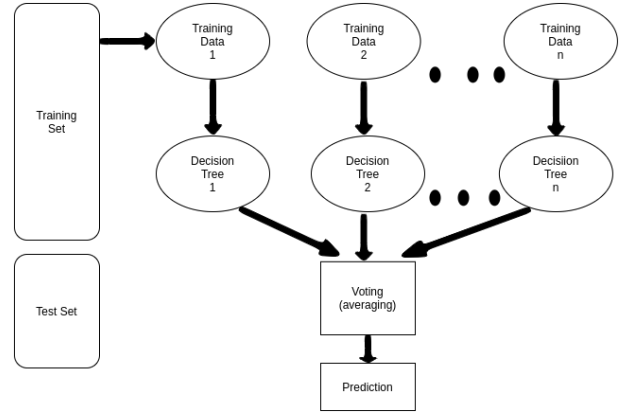 Training
Set
Training
Data
1
Training
Data
2
Training
Data
n
Decision
Tree
1
Decision
Tree
2
Decisiion
Tree
n
Test Set
Voting
(averaging)
Prediction